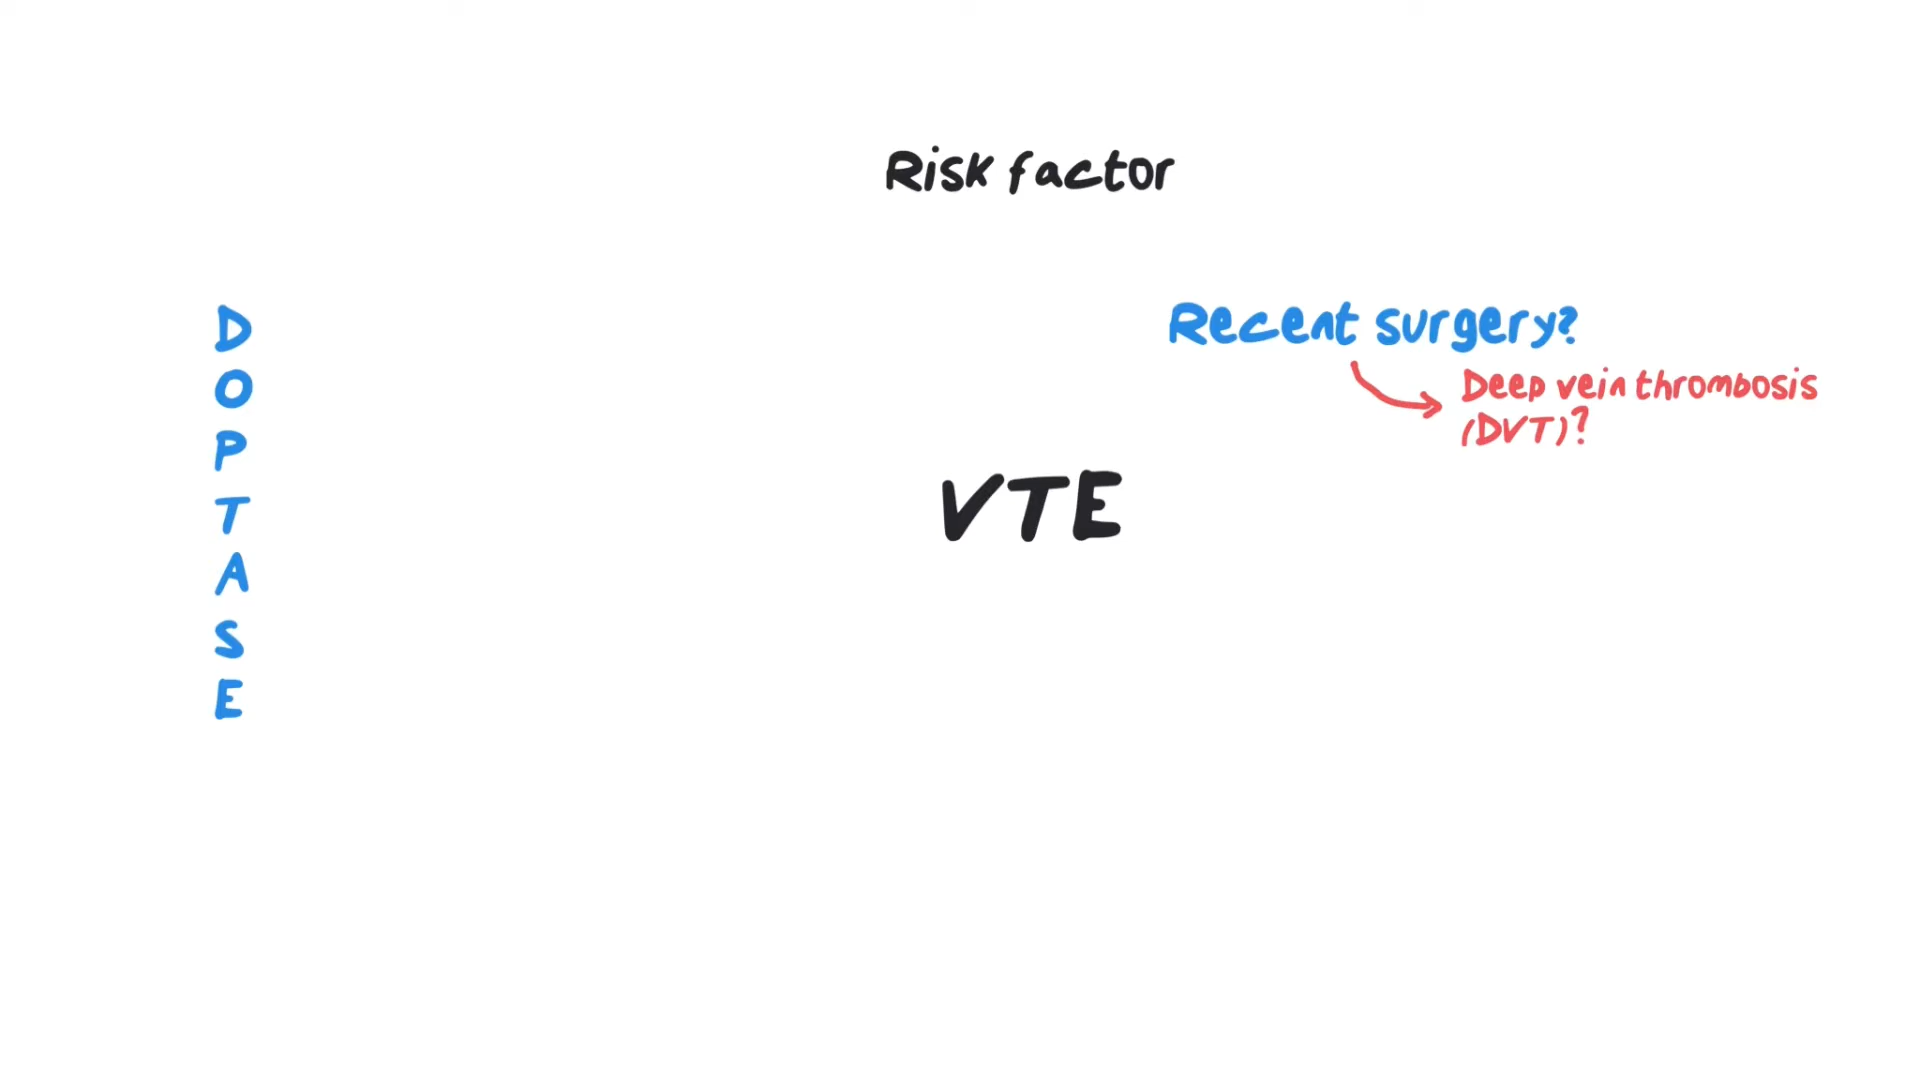 Risk factor
D
O
P
T
A
S
E
Recent surgery?
Deep vein thrombosis
(DVT)?
VTE